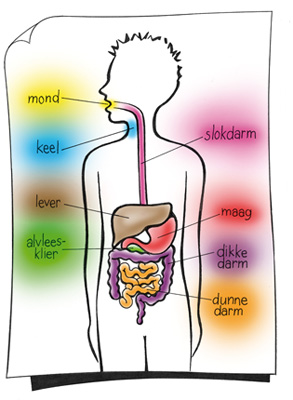 mond
keel
slokdarm
lever
maag
alvlees-
klier
dikke
darm
dunne
darm